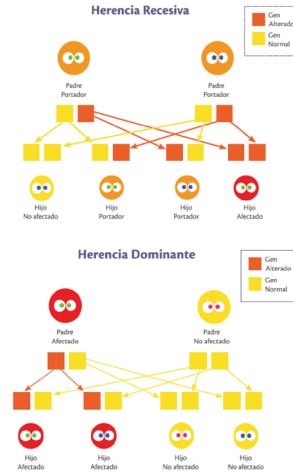 Herencia Recesiva
Gen
Alterado
Gen
Normal
Padre
Portador
Padre
Portador
Hijo
No afectado
Hijo
Portador
Hijo
Portador
Hijo
Afectado
Herencia Dominante
Gen
Alterado
Gen
Normal
Padre
Afectado
Padre
No afectado
Hijo
Afectado
Hijo
Afectado
Hijo
No afectado
Hijo
No afectado